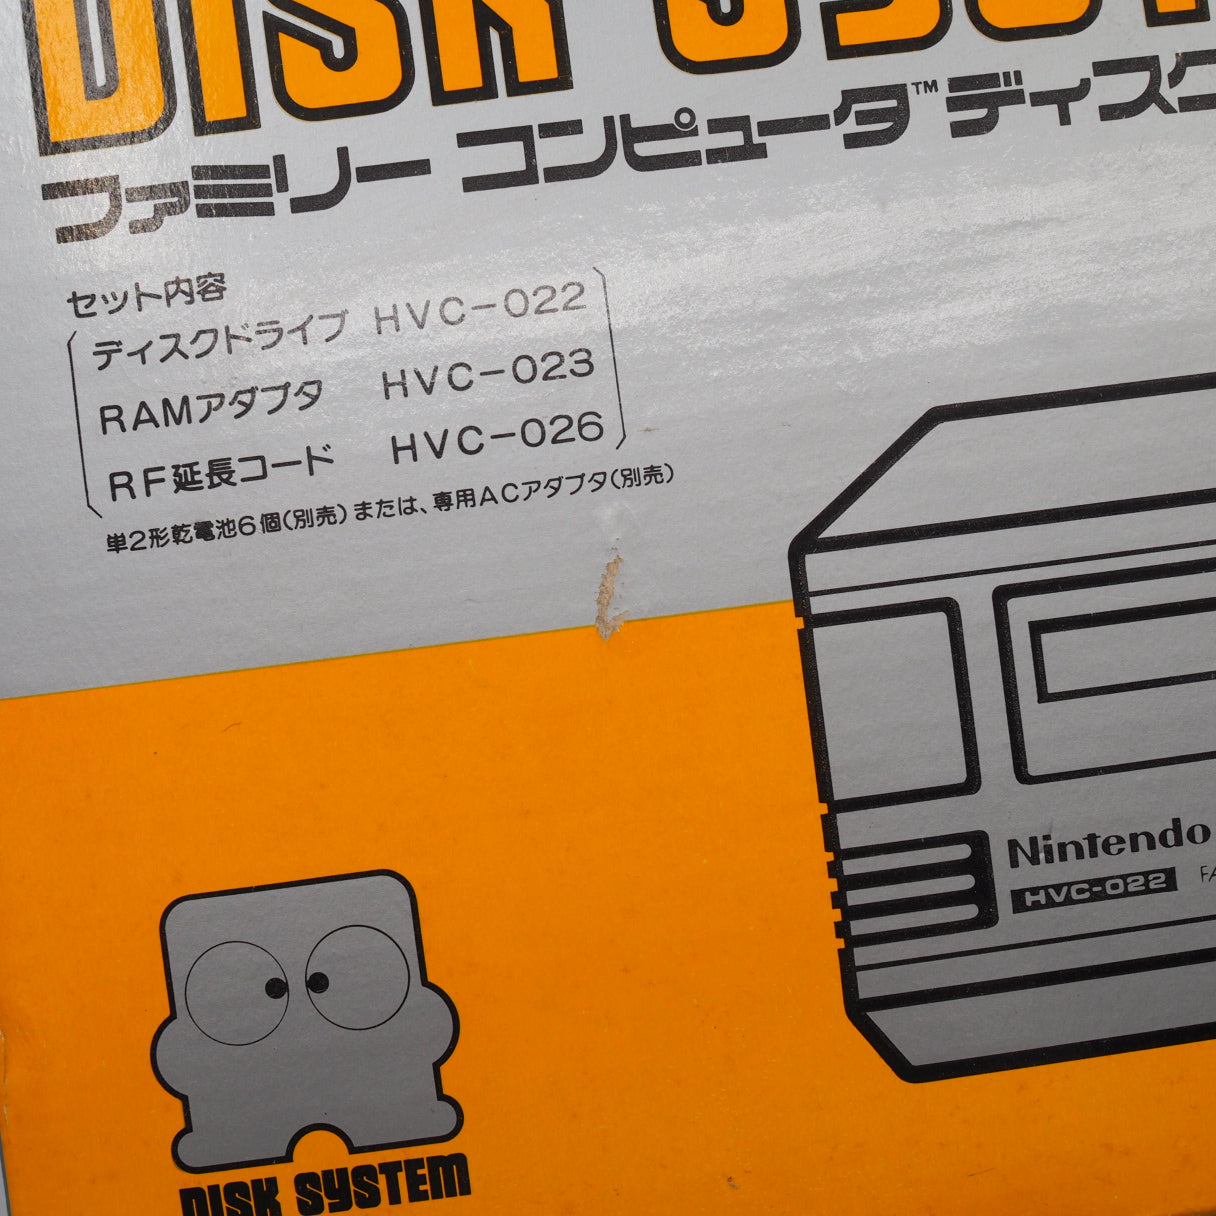 DISK
ファミリー コンピュータ™ ディスク
セット内容
ディスクドライブ HVC-022
RAMアダプタ HVC-023
RF延長コード HVC-026
単2形乾電池6個(別売)または、専用ACアダプタ(別売)
Nintendo
HVC-022
DISK SYSTEM